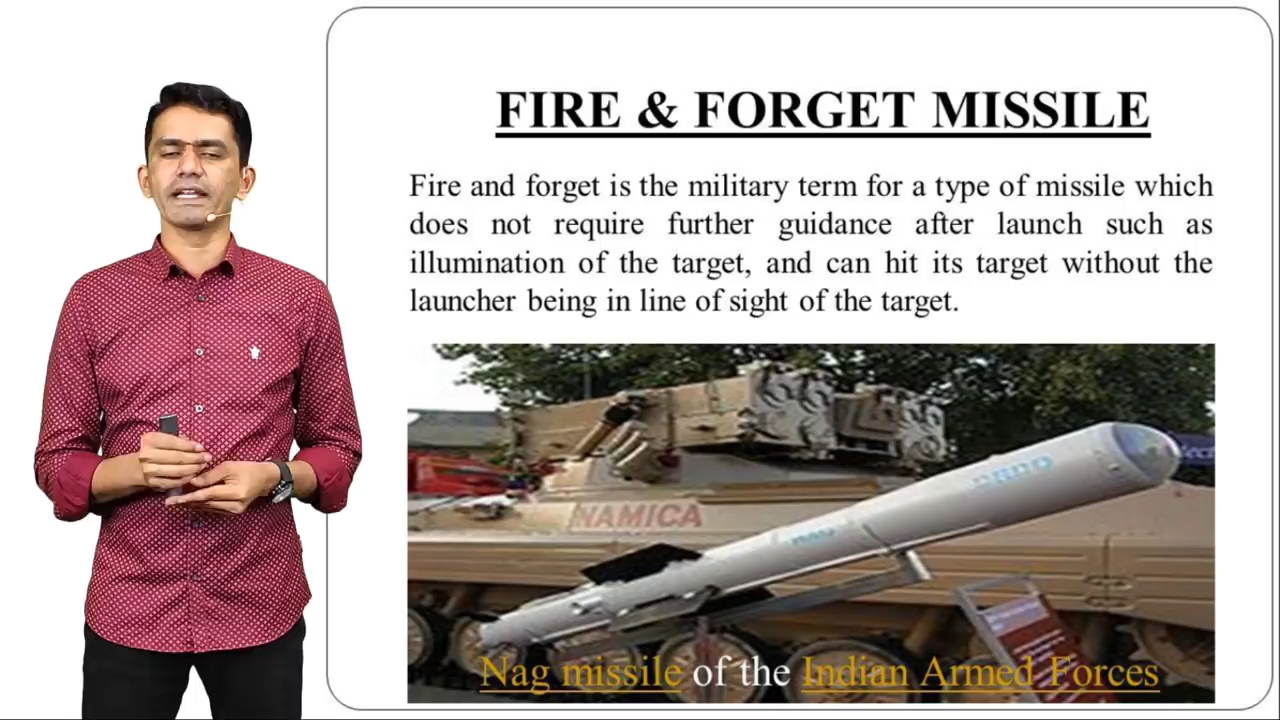 FIRE & FORGET MISSILE
Fire and forget is the military term for a type of missile which
does not require further guidance after launch such as
illumination of the target, and can hit its target without the
launcher being in line of sight of the target.
NAMICA
Nag missile of the Indian Armed Forces